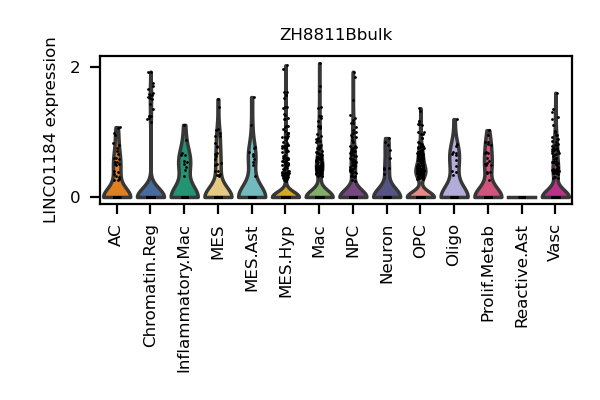 ZH8811Bbulk
LINC01184 expression
2
0
AC
Chromatin.Reg
Inflammatory.Mac
MES
MES.Ast
MES.Hyp
Mac
NPC
Neuron
OPC
Oligo
Prolif.Metab
Reactive.Ast
Vasc